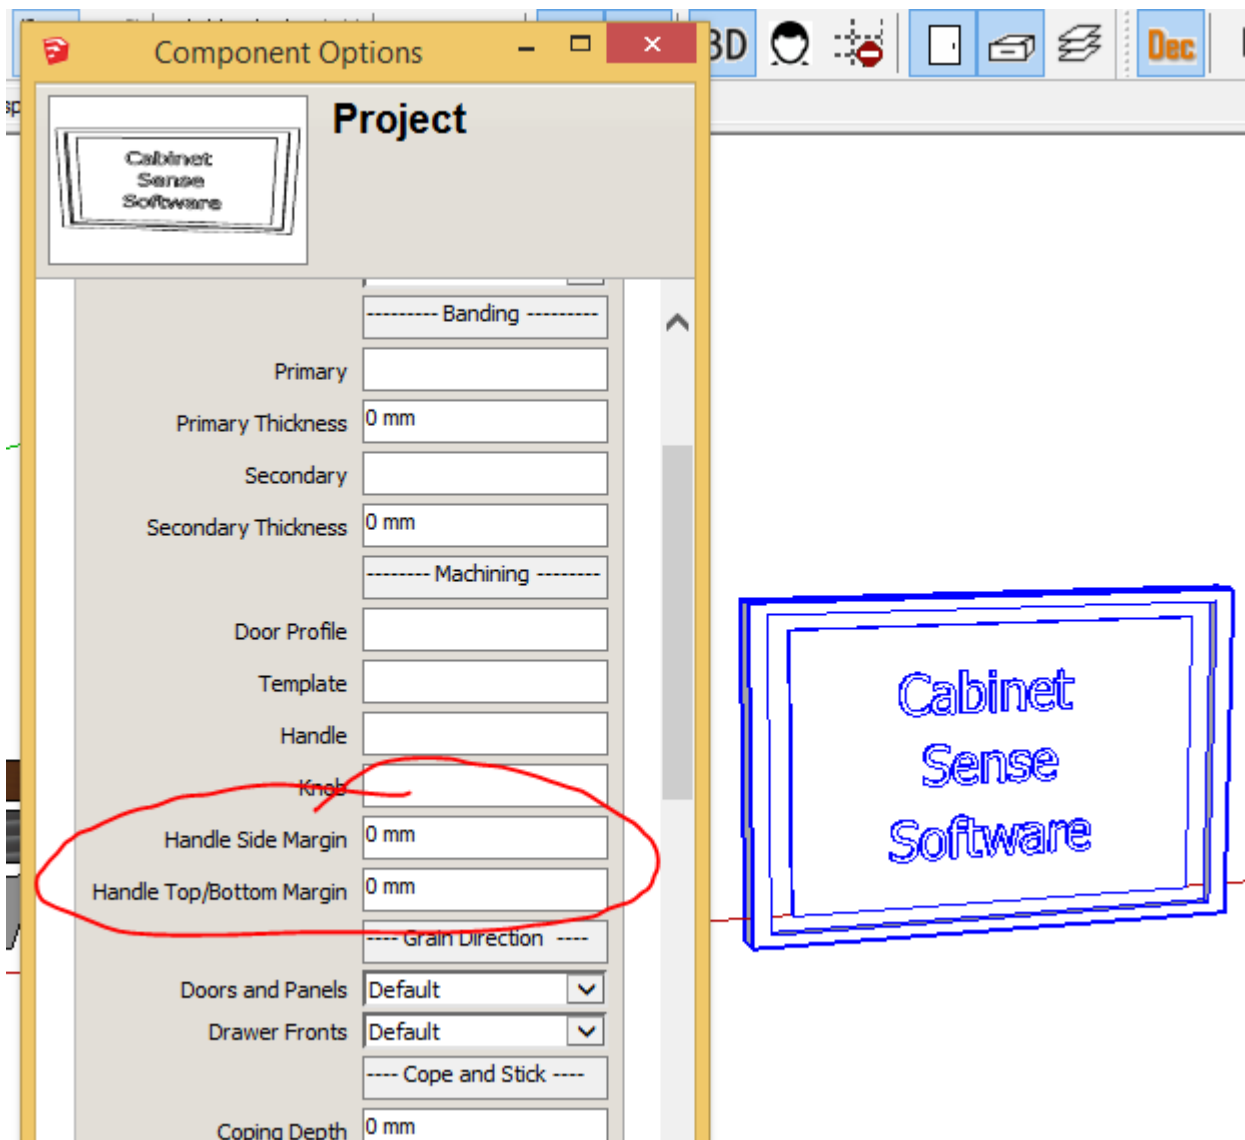 Component Options
3D
Dec
Project
Cabinet
Sense
Software
--------- Banding ---------
Primary
Primary Thickness 0 mm
Secondary
Secondary Thickness 0 mm
-------- Machining --------
Door Profile
Template
Handle
Knob
Handle Side Margin 0 mm
Handle Top/Bottom Margin 0 mm
---- Grain Direction ----
Doors and Panels Default
Drawer Fronts Default
---- Cope and Stick ----
Coping Depth 0 mm
Cabinet
Sense
Software